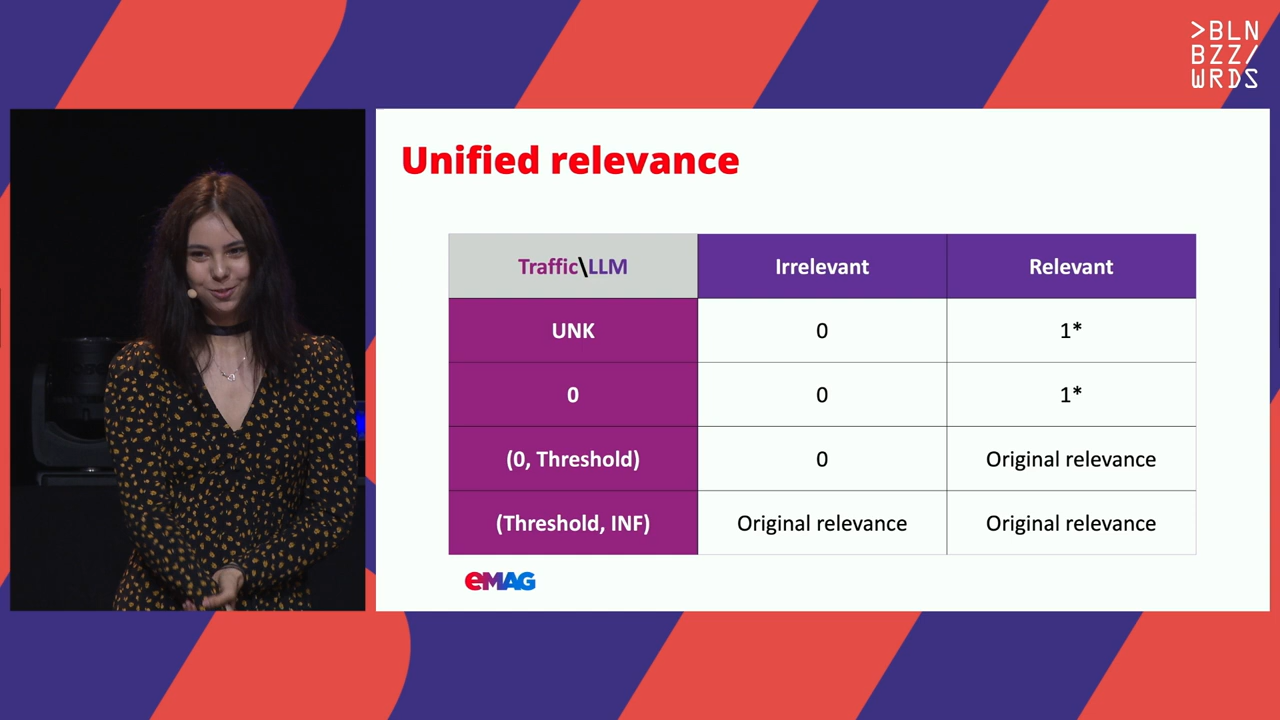 >BLN
BZZ/
WRDS
Unified relevance
Traffic\LLM Irrelevant Relevant
UNK 0 1*
0 0 1*
(0, Threshold) 0 Original relevance
(Threshold, INF) Original relevance Original relevance
eMAG